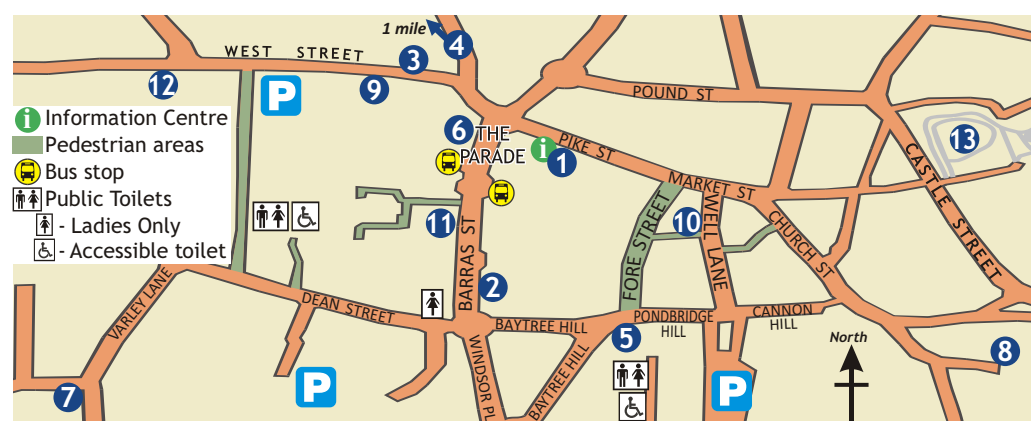 1 mile
4
WEST STREET
3
12
P
9
POUND ST
i Information Centre
Pedestrian areas
Bus stop
Public Toilets
- Ladies Only
- Accessible toilet
6
THE
PARADE
i
1
PIKE ST
13
MARKET ST
CASTLE STREET
11
BARRAS ST
10
FORE STREET
WELL LANE
CHURCH ST
2
VARLEY LANE
DEAN STREET
BAYTREE HILL
PONDBRIDGE
HILL
CANNON
HILL
5
WINDSOR PL
BAYTREE HILL
North
8
7
P
P